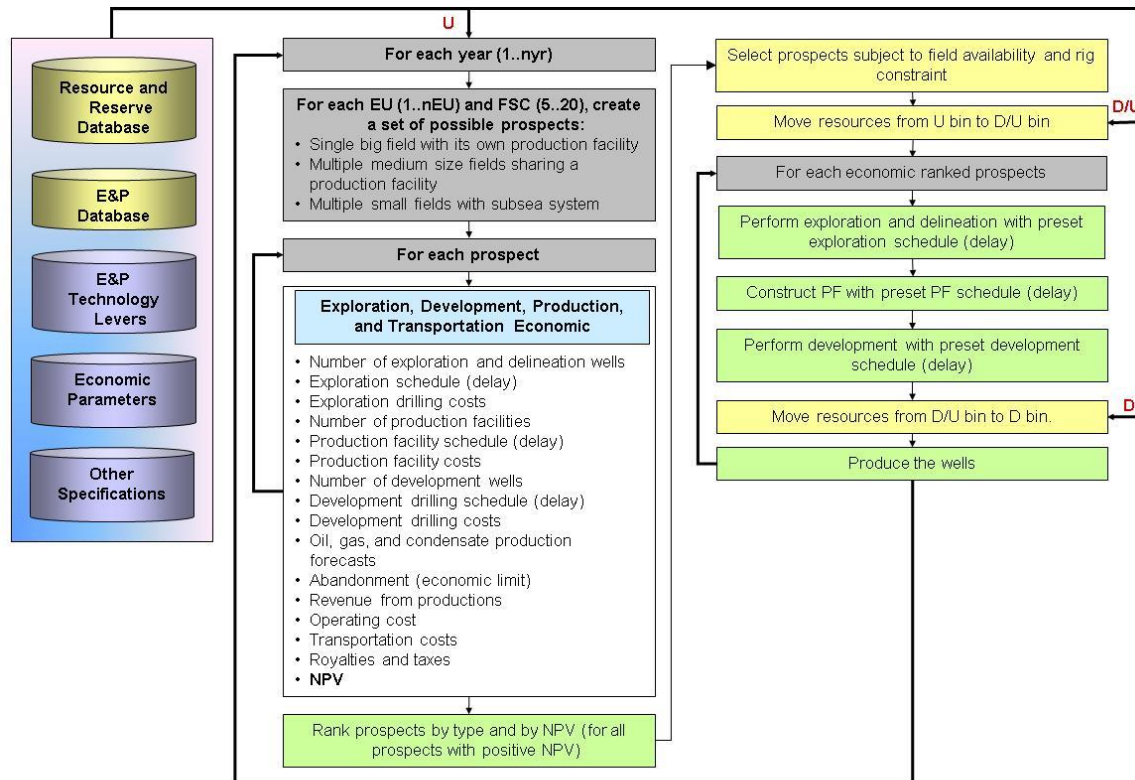 U
Resource and
Reserve
Database
E&P
Database
E&P
Technology
Levers
Economic
Parameters
Other
Specifications
For each year (1..nyr)
For each EU (1..nEU) and FSC (5..20), create
a set of possible prospects:
• Single big field with its own production facility
• Multiple medium size fields sharing a
production facility
• Multiple small fields with subsea system
For each prospect
Exploration, Development, Production,
and Transportation Economic
• Number of exploration and delineation wells
• Exploration schedule (delay)
• Exploration drilling costs
• Number of production facilities
• Production facility schedule (delay)
• Production facility costs
• Number of development wells
• Development drilling schedule (delay)
• Development drilling costs
• Oil, gas, and condensate production
forecasts
• Abandonment (economic limit)
• Revenue from productions
• Operating cost
• Transportation costs
• Royalties and taxes
• NPV
Rank prospects by type and by NPV (for all
prospects with positive NPV)
Select prospects subject to field availability and rig
constraint
D/U
Move resources from U bin to D/U bin
For each economic ranked prospects
Perform exploration and delineation with preset
exploration schedule (delay)
Construct PF with preset PF schedule (delay)
Perform development with preset development
schedule (delay)
D
Move resources from D/U bin to D bin.
Produce the wells